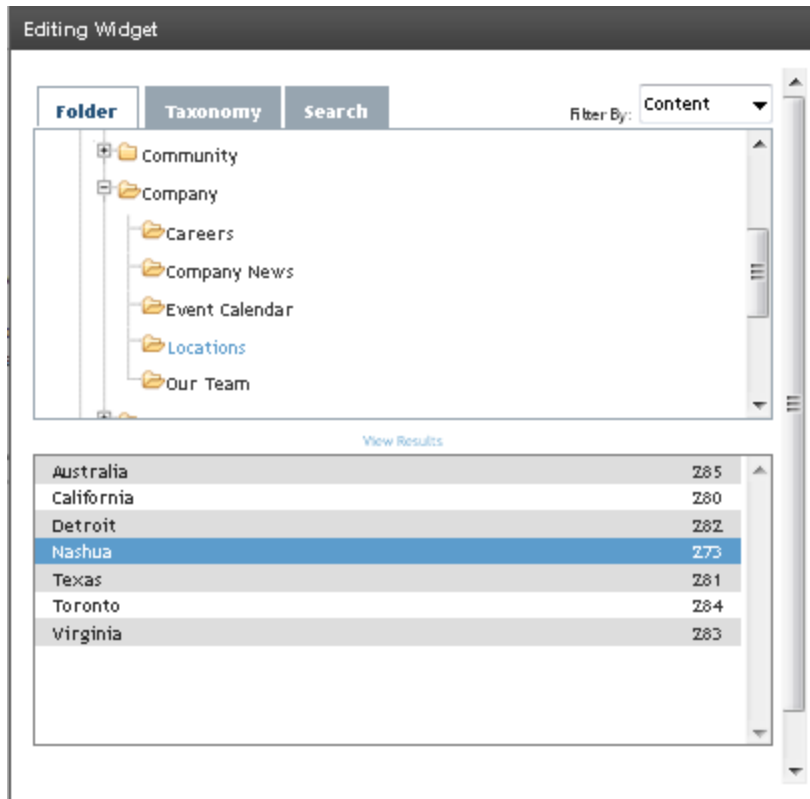 Editing Widget
Folder Taxonomy Search Filter By: Content
Community
Company
Careers
Company News
Event Calendar
Locations
Our Team
View Results
Australia 285
California 280
Detroit 282
Nashua 273
Texas 281
Toronto 284
Virginia 283